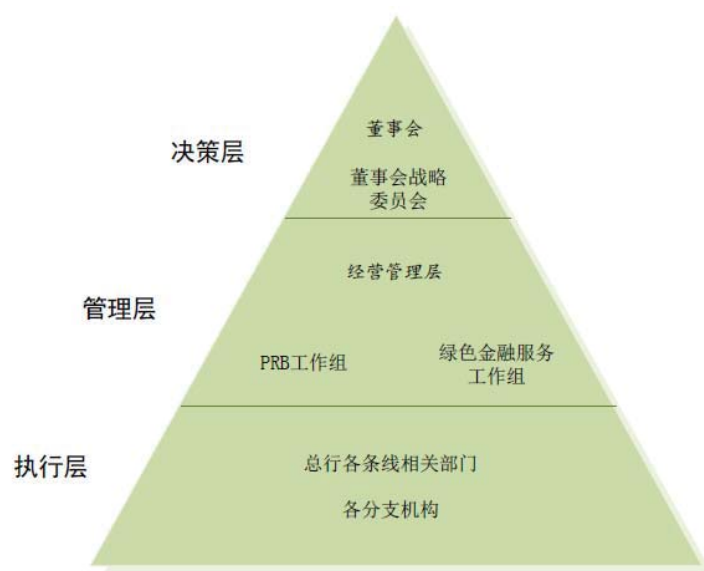 董事会
决策层
董事会战略
委员会
经营管理层
管理层
绿色金融服务
PRB工作组
工作组
总行各条线相关部门
执行层
各分支机构